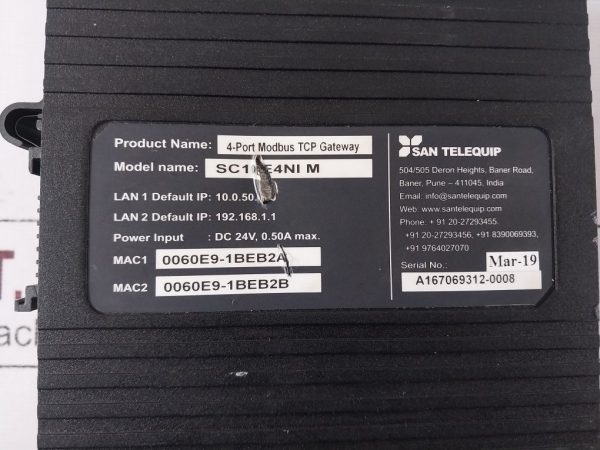 Product Name: 4-Port Modbus TCP Gateway
Model name: E4NI M
LAN 1 Default IP:
LAN 2 Default IP: 192.168.1.1
Power Input : DC 24V, 0.50A max.
MAC1 0060E9-1BEB2A
MAC2 0060E9-1BEB2B
SAN TELEQUIP
504/505 Deron Heights, Baner Road,
Baner, Pune – 411045, India
Email: info@santelequip.com
Web: www.santelequip.com
Phone: + 91 20-27293455,
+91 20-27293456, +91 8390069393,
+91 9764027070
Serial No.: Mar-19
A167069312-0008